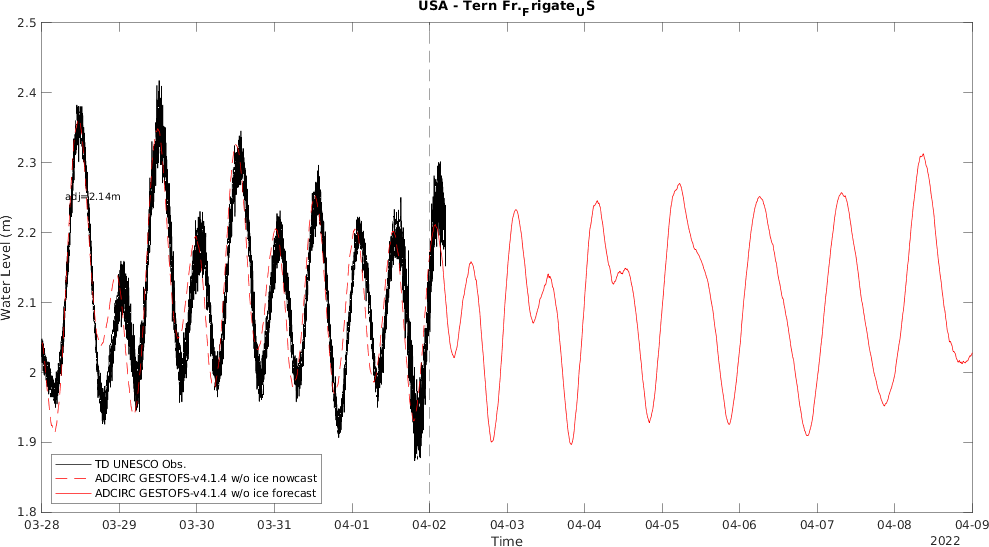 USA - Tern Fr.FrigateUS
2.5
2.4
2.3
2.2
2.1
2
1.9
1.8
Water Level (m)
adj=2.14m
TD UNESCO Obs.
ADCIRC GESTOFS-v4.1.4 w/o ice nowcast
ADCIRC GESTOFS-v4.1.4 w/o ice forecast
03-28 03-29 03-30 03-31 04-01 04-02 04-03 04-04 04-05 04-06 04-07 04-08 04-09
Time
2022